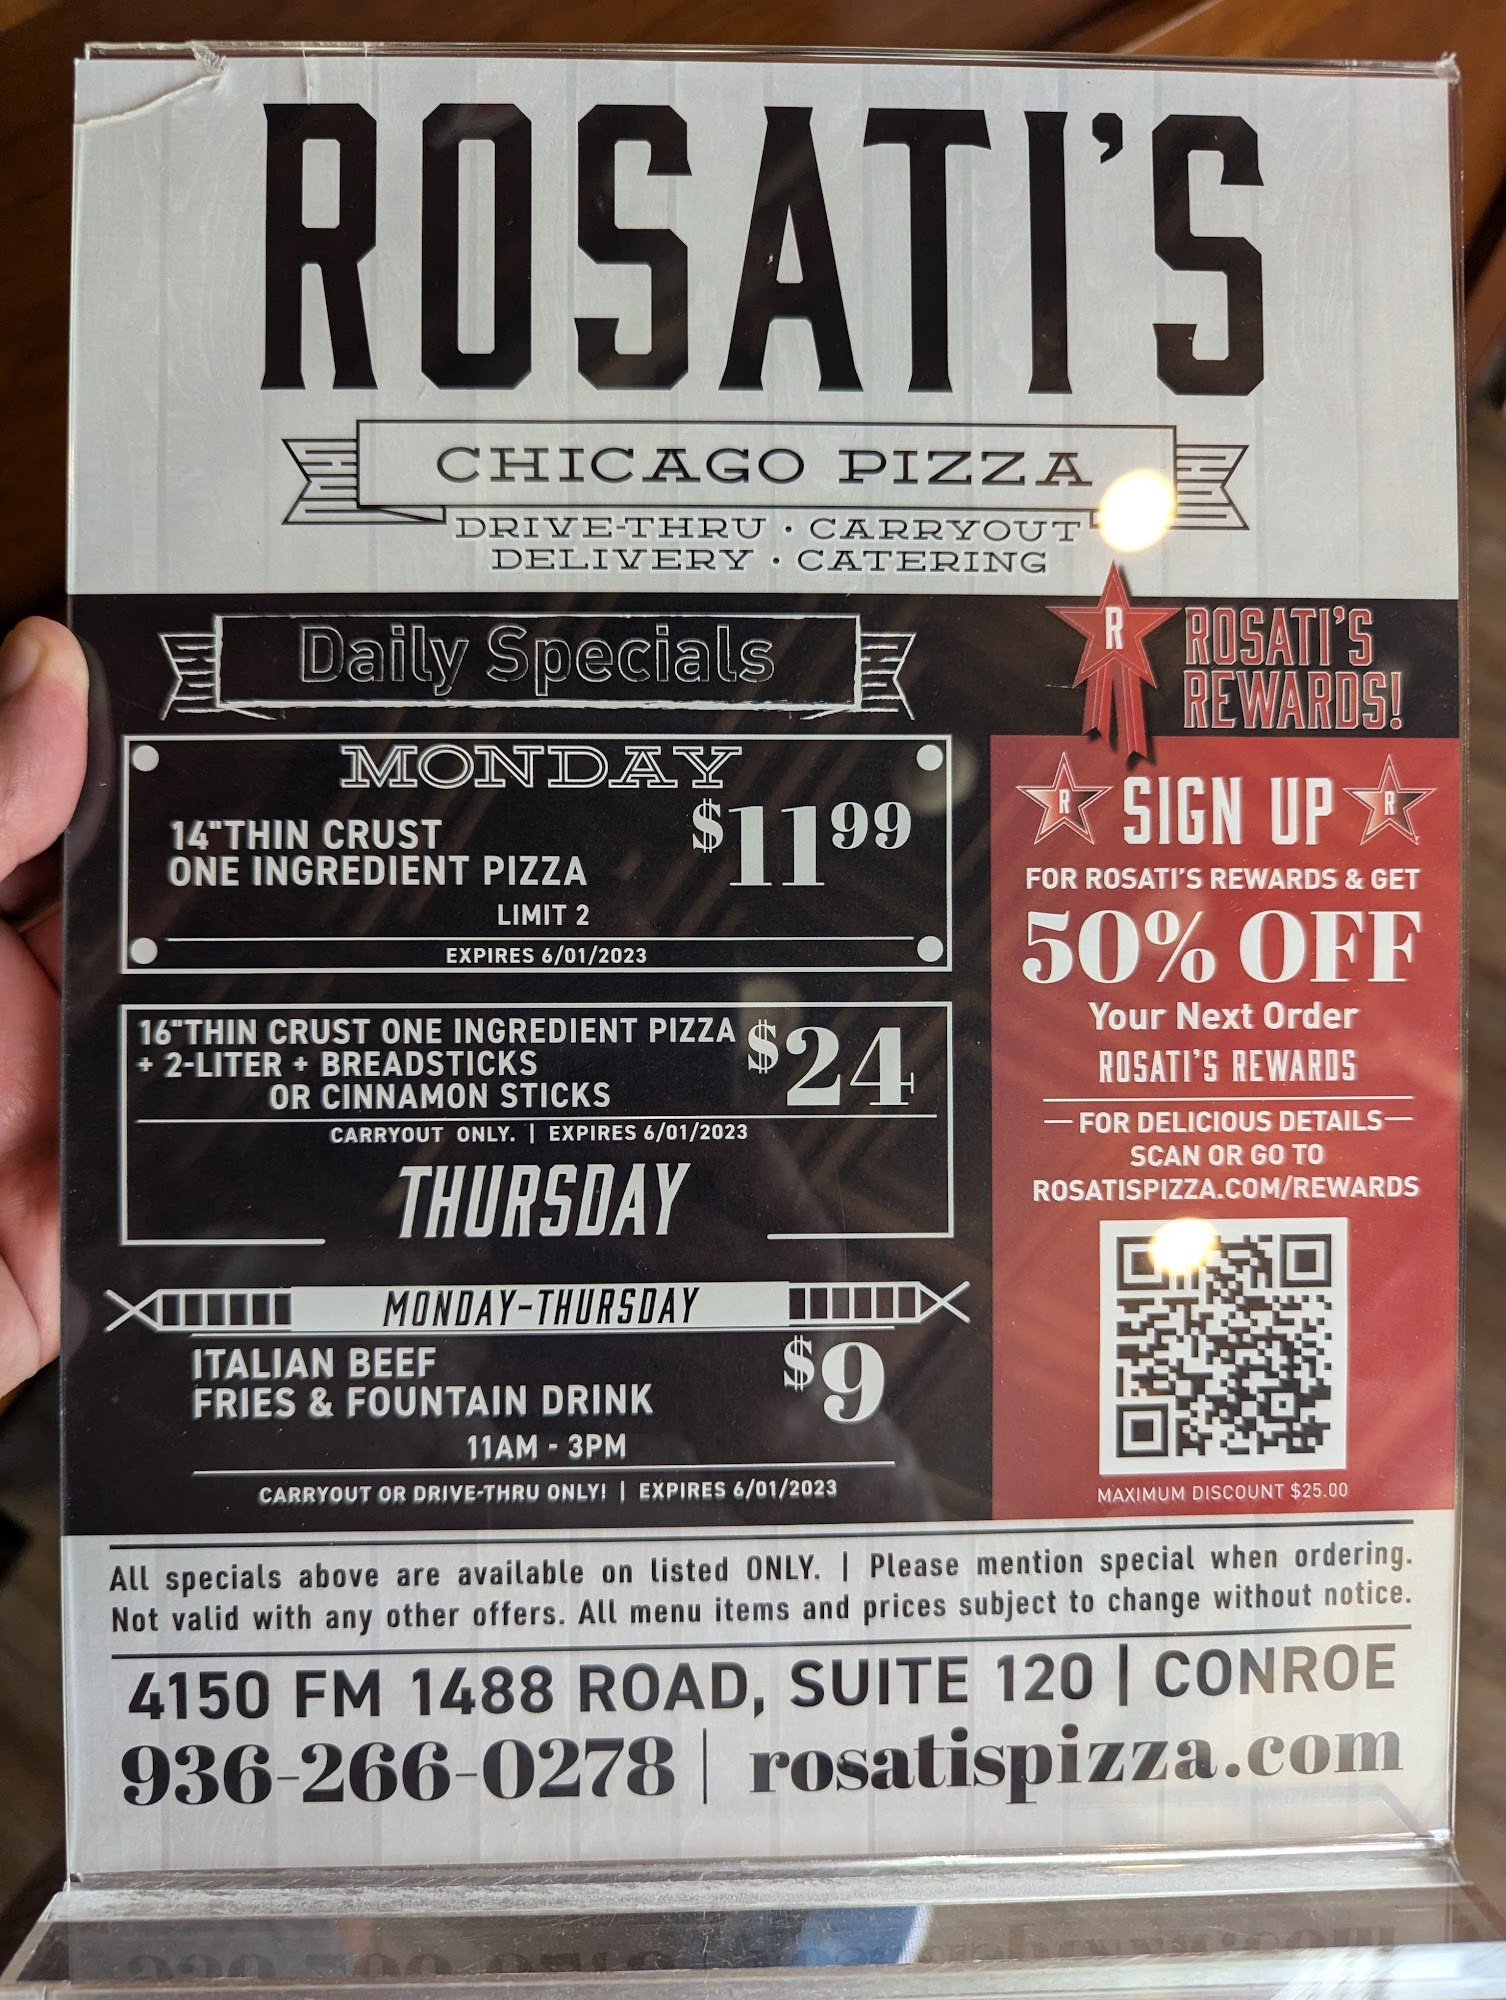 ROSATI'S
CHICAGO PIZZA
DRIVE-THRU · CARRYOUT
DELIVERY · CATERING
Daily Specials
MONDAY
14"THIN CRUST
ONE INGREDIENT PIZZA
$1199
LIMIT 2
EXPIRES 6/01/2023
16"THIN CRUST ONE INGREDIENT PIZZA
+ 2-LITER + BREADSTICKS
OR CINNAMON STICKS
$24
CARRYOUT ONLY. | EXPIRES 6/01/2023
THURSDAY
MONDAY-THURSDAY
ITALIAN BEEF
FRIES & FOUNTAIN DRINK
$9
11AM - 3PM
CARRYOUT OR DRIVE-THRU ONLY! | EXPIRES 6/01/2023
R
ROSATI'S
REWARDS!
R SIGN UP R
FOR ROSATI'S REWARDS & GET
50% OFF
Your Next Order
ROSATI'S REWARDS
FOR DELICIOUS DETAILS
SCAN OR GO TO
ROSATISPIZZA.COM/REWARDS
MAXIMUM DISCOUNT $25.00
All specials above are available on listed ONLY. | Please mention special when ordering.
Not valid with any other offers. All menu items and prices subject to change without notice.
4150 FM 1488 ROAD, SUITE 120 | CONROE
936-266-0278 | rosatispizza.com